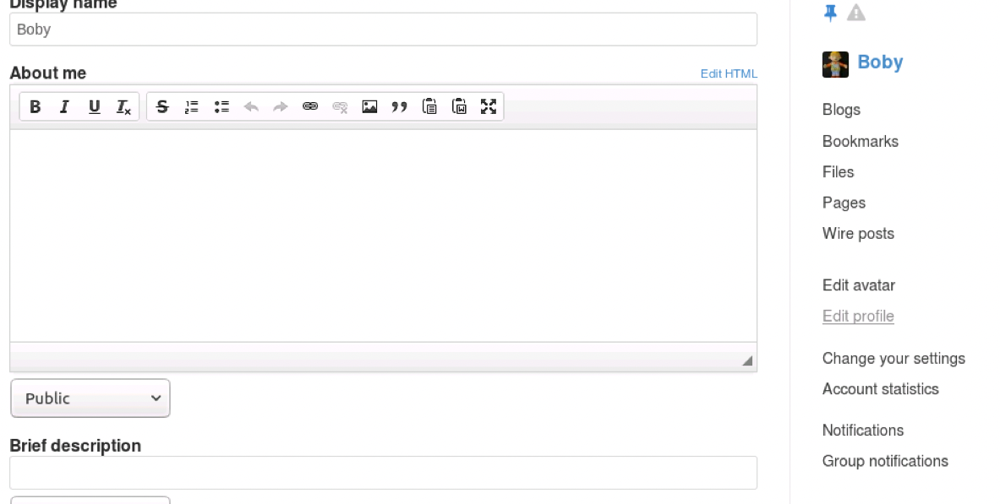 Display name
Boby
About me
Edit HTML
Public
Brief description
Boby
Blogs
Bookmarks
Files
Pages
Wire posts
Edit avatar
Edit profile
Change your settings
Account statistics
Notifications
Group notifications